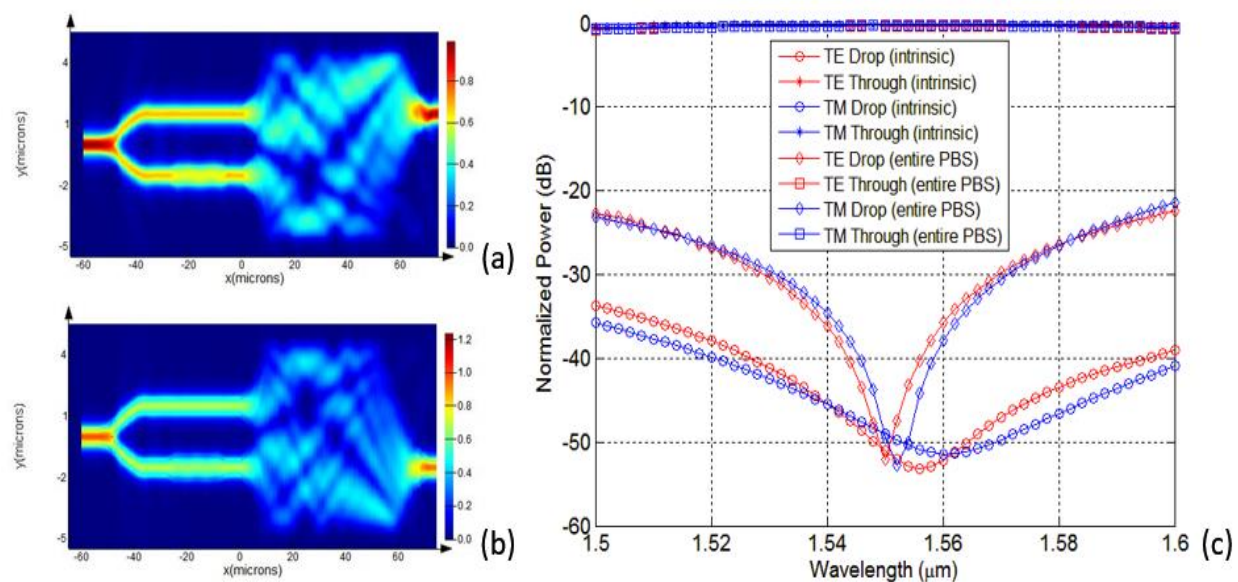 4
1
-2
-5
y(microns)
-60 -40 -20 0 20 40 60
x(microns)
0.8
0.6
0.4
0.2
0.0
(a)
4
1
-2
-5
y(microns)
-60 -40 -20 0 20 40 60
x(microns)
1.2
1.0
0.8
0.6
0.4
0.2
0.0
(b)
0
-10
-20
-30
-40
-50
-60
Normalized Power (dB)
TE Drop (intrinsic)
TE Through (intrinsic)
TM Drop (intrinsic)
TM Through (intrinsic)
TE Drop (entire PBS)
TE Through (entire PBS)
TM Drop (entire PBS)
TM Through (entire PBS)
1.5 1.52 1.54 1.56 1.58 1.6
Wavelength (μm)
(c)